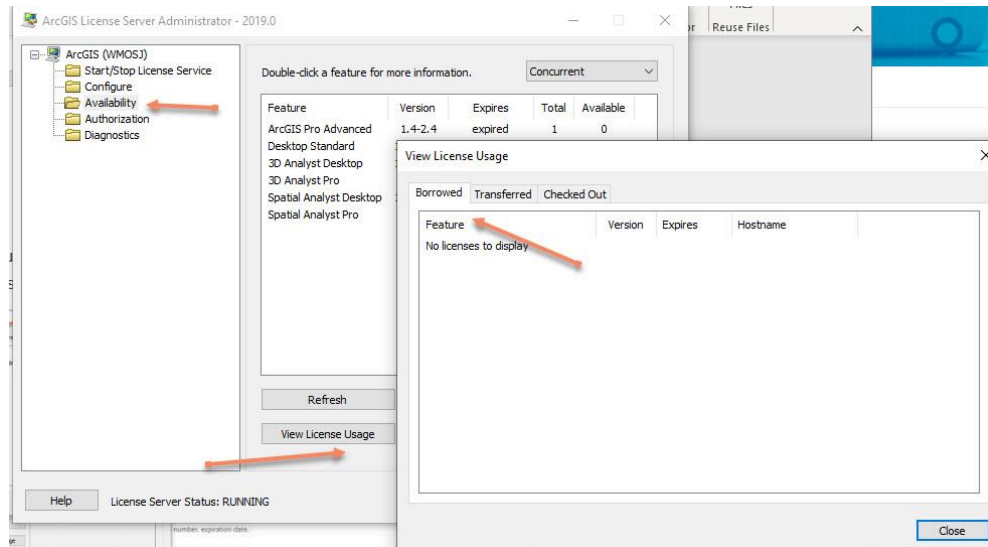 ArcGIS License Server Administrator - 2019.0
Reuse Files
ArcGIS (WMOSJ)
Start/Stop License Service
Configure
Availability
Authorization
Diagnostics
Double-click a feature for more information.
Concurrent
Feature Version Expires Total Available
ArcGIS Pro Advanced 1.4-2.4 expired 1 0
Desktop Standard
3D Analyst Desktop
3D Analyst Pro
Spatial Analyst Desktop
Spatial Analyst Pro
Refresh
View License Usage
Help
License Server Status: RUNNING
View License Usage
Borrowed Transferred Checked Out
Feature Version Expires Hostname
No licenses to display
Close
number, expiration date.